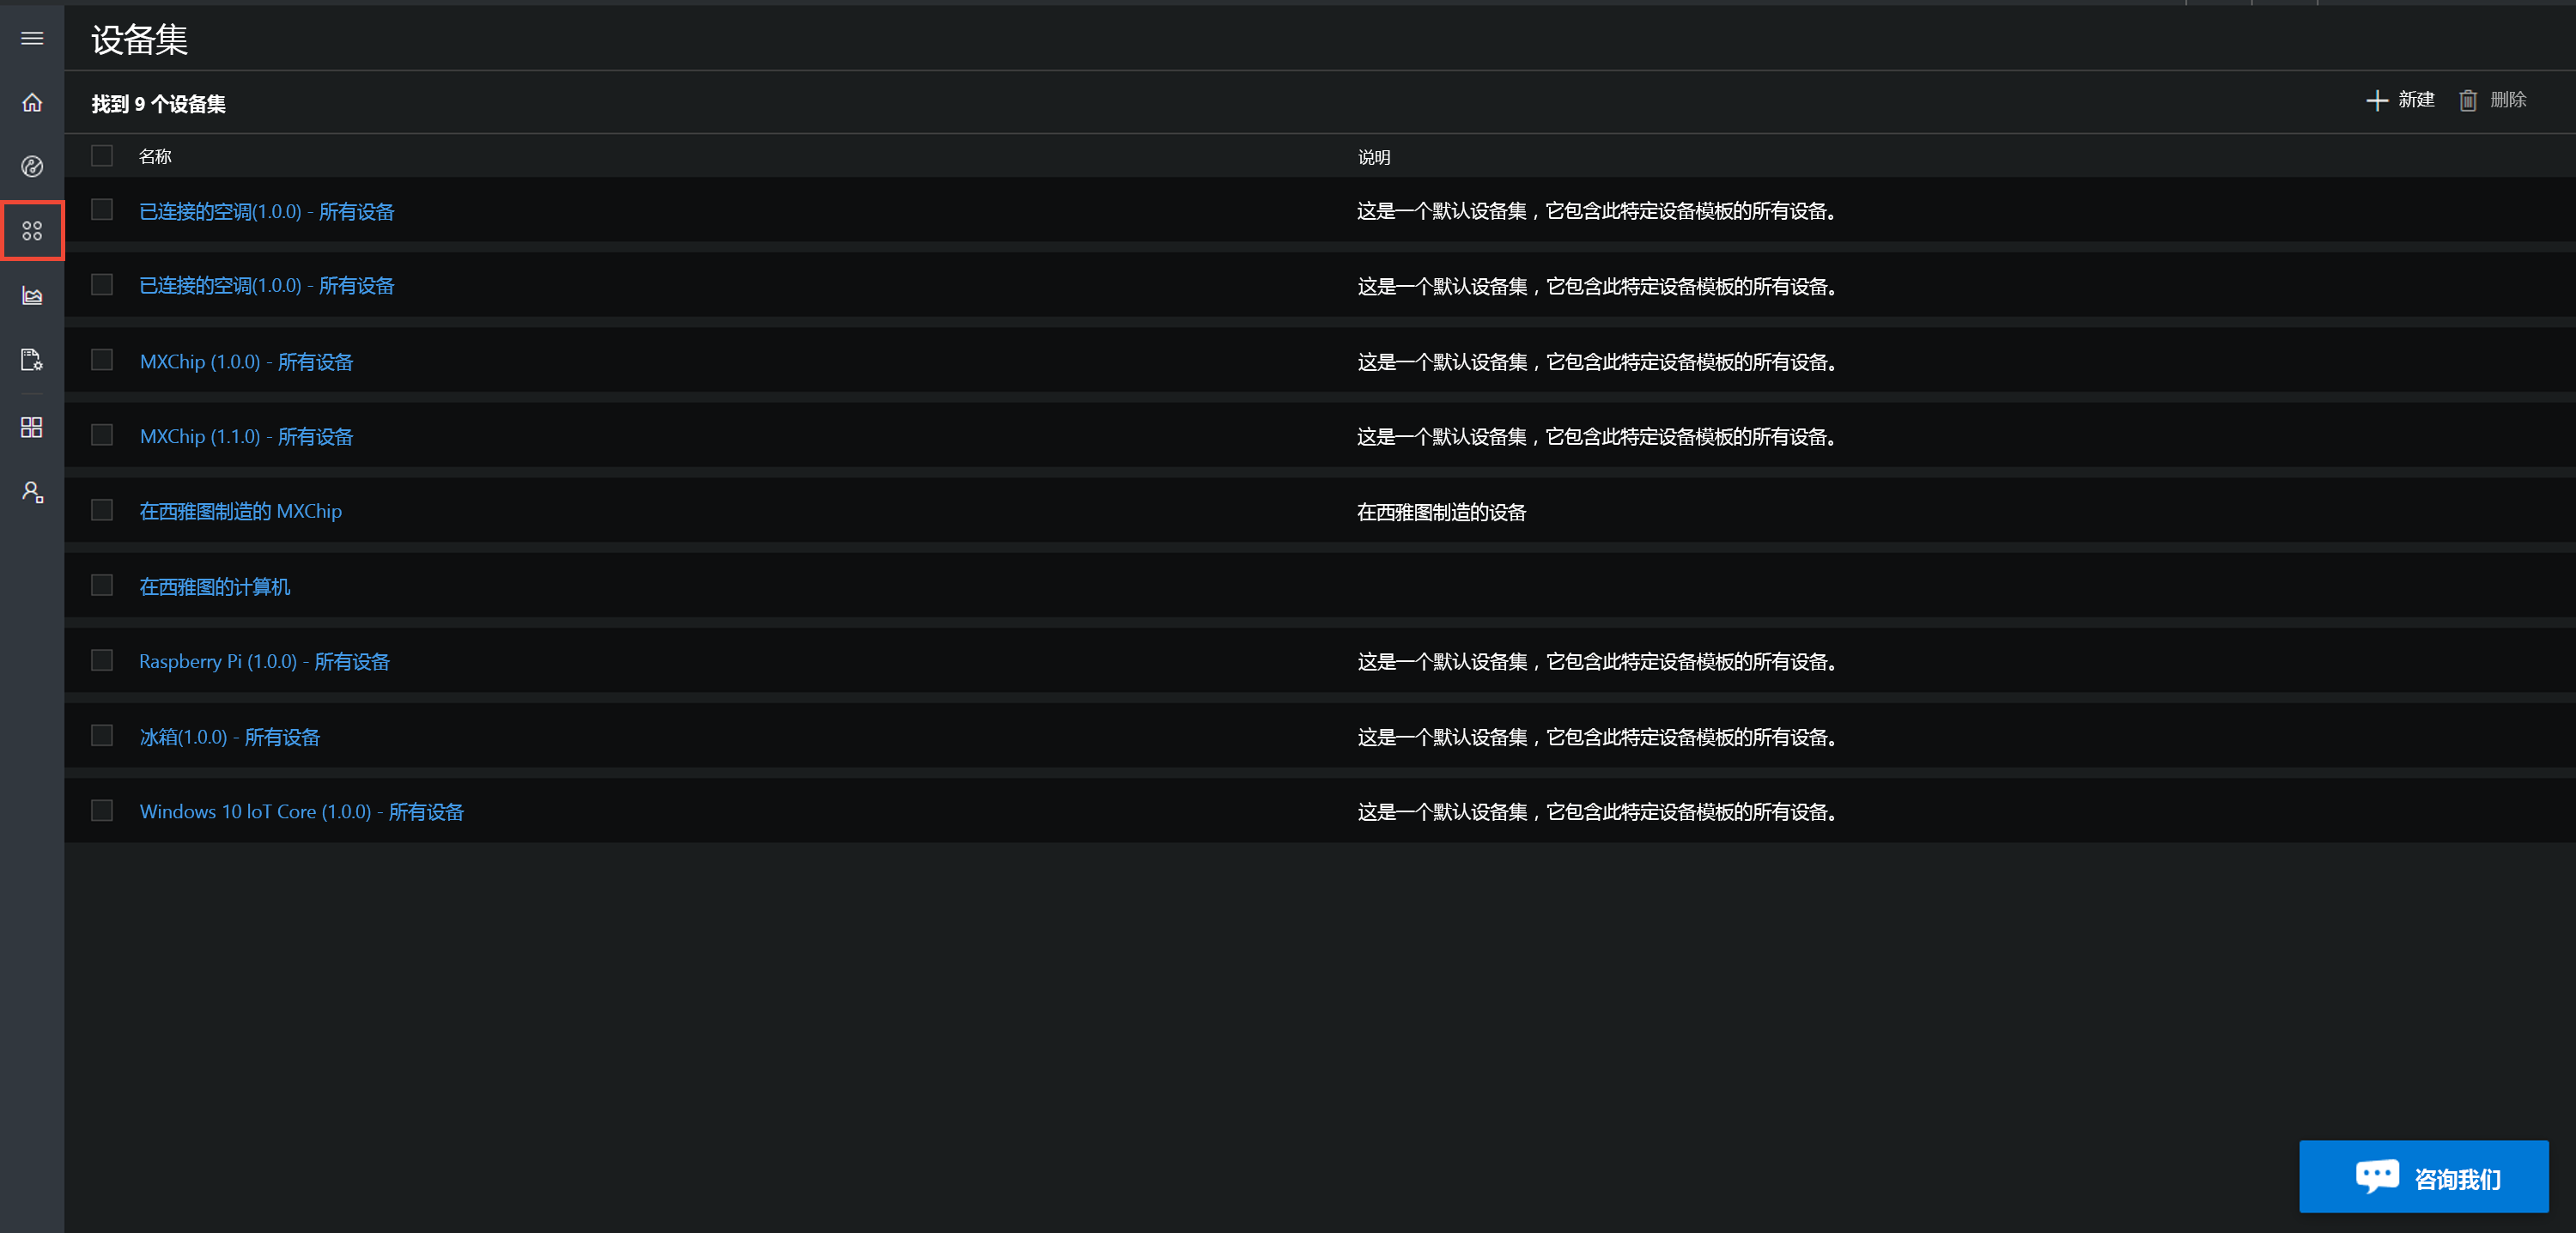 设备集
找到 9 个设备集
新建 删除
名称 说明
已连接的空调(1.0.0) - 所有设备 这是一个默认设备集，它包含此特定设备模板的所有设备。
已连接的空调(1.0.0) - 所有设备 这是一个默认设备集，它包含此特定设备模板的所有设备。
MXChip (1.0.0) - 所有设备 这是一个默认设备集，它包含此特定设备模板的所有设备。
MXChip (1.1.0) - 所有设备 这是一个默认设备集，它包含此特定设备模板的所有设备。
在西雅图制造的 MXChip 在西雅图制造的设备
在西雅图的计算机
Raspberry Pi (1.0.0) - 所有设备 这是一个默认设备集，它包含此特定设备模板的所有设备。
冰箱(1.0.0) - 所有设备 这是一个默认设备集，它包含此特定设备模板的所有设备。
Windows 10 IoT Core (1.0.0) - 所有设备 这是一个默认设备集，它包含此特定设备模板的所有设备。
咨询我们